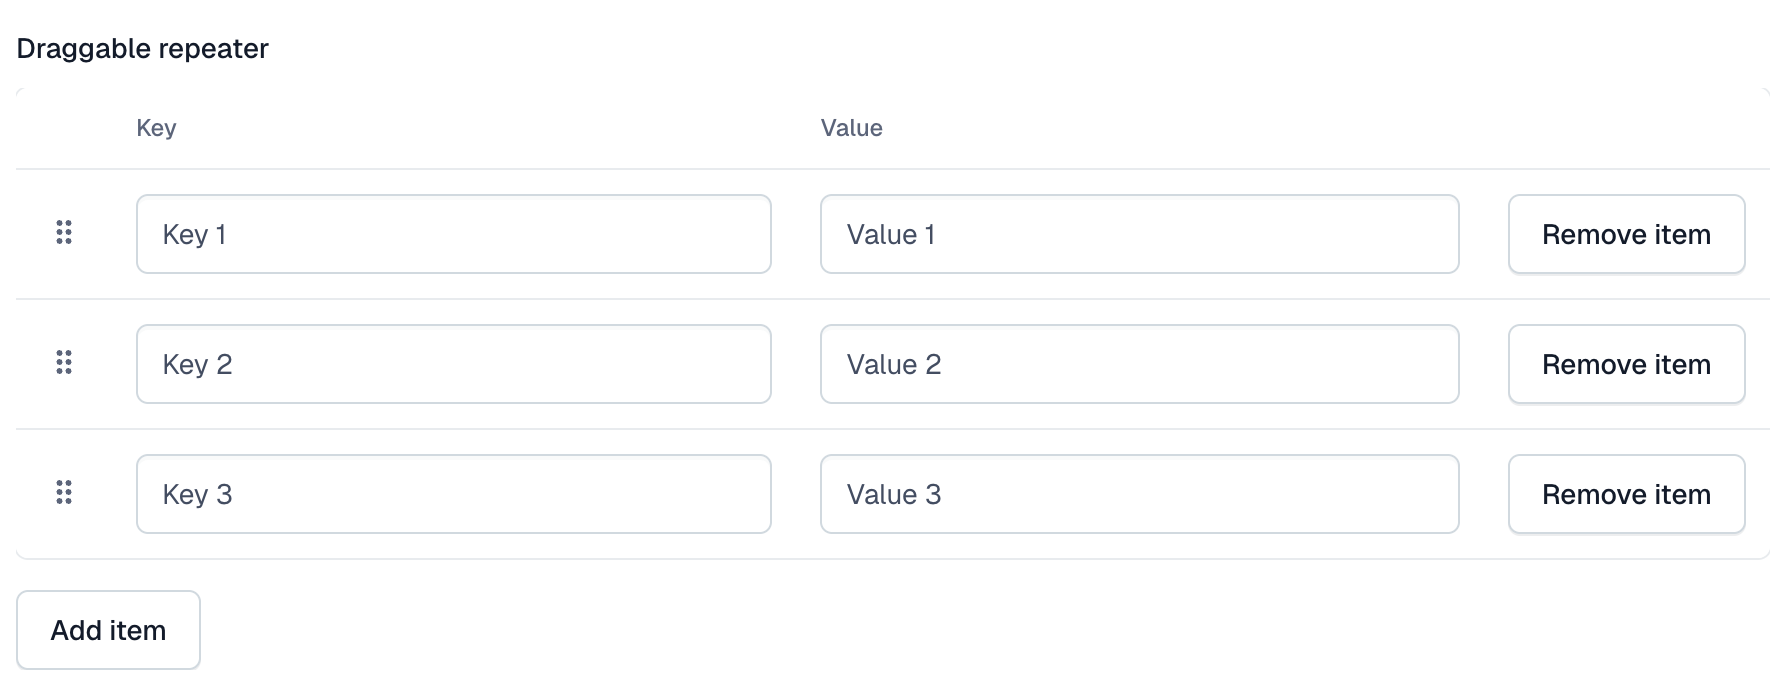 Draggable repeater
Key Value
Key 1 Value 1 Remove item
Key 2 Value 2 Remove item
Key 3 Value 3 Remove item
Add item